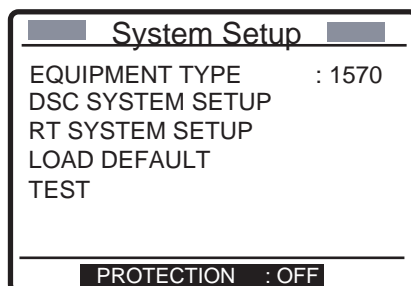 System Setup
EQUIPMENT TYPE : 1570
DSC SYSTEM SETUP
RT SYSTEM SETUP
LOAD DEFAULT
TEST
PROTECTION : OFF